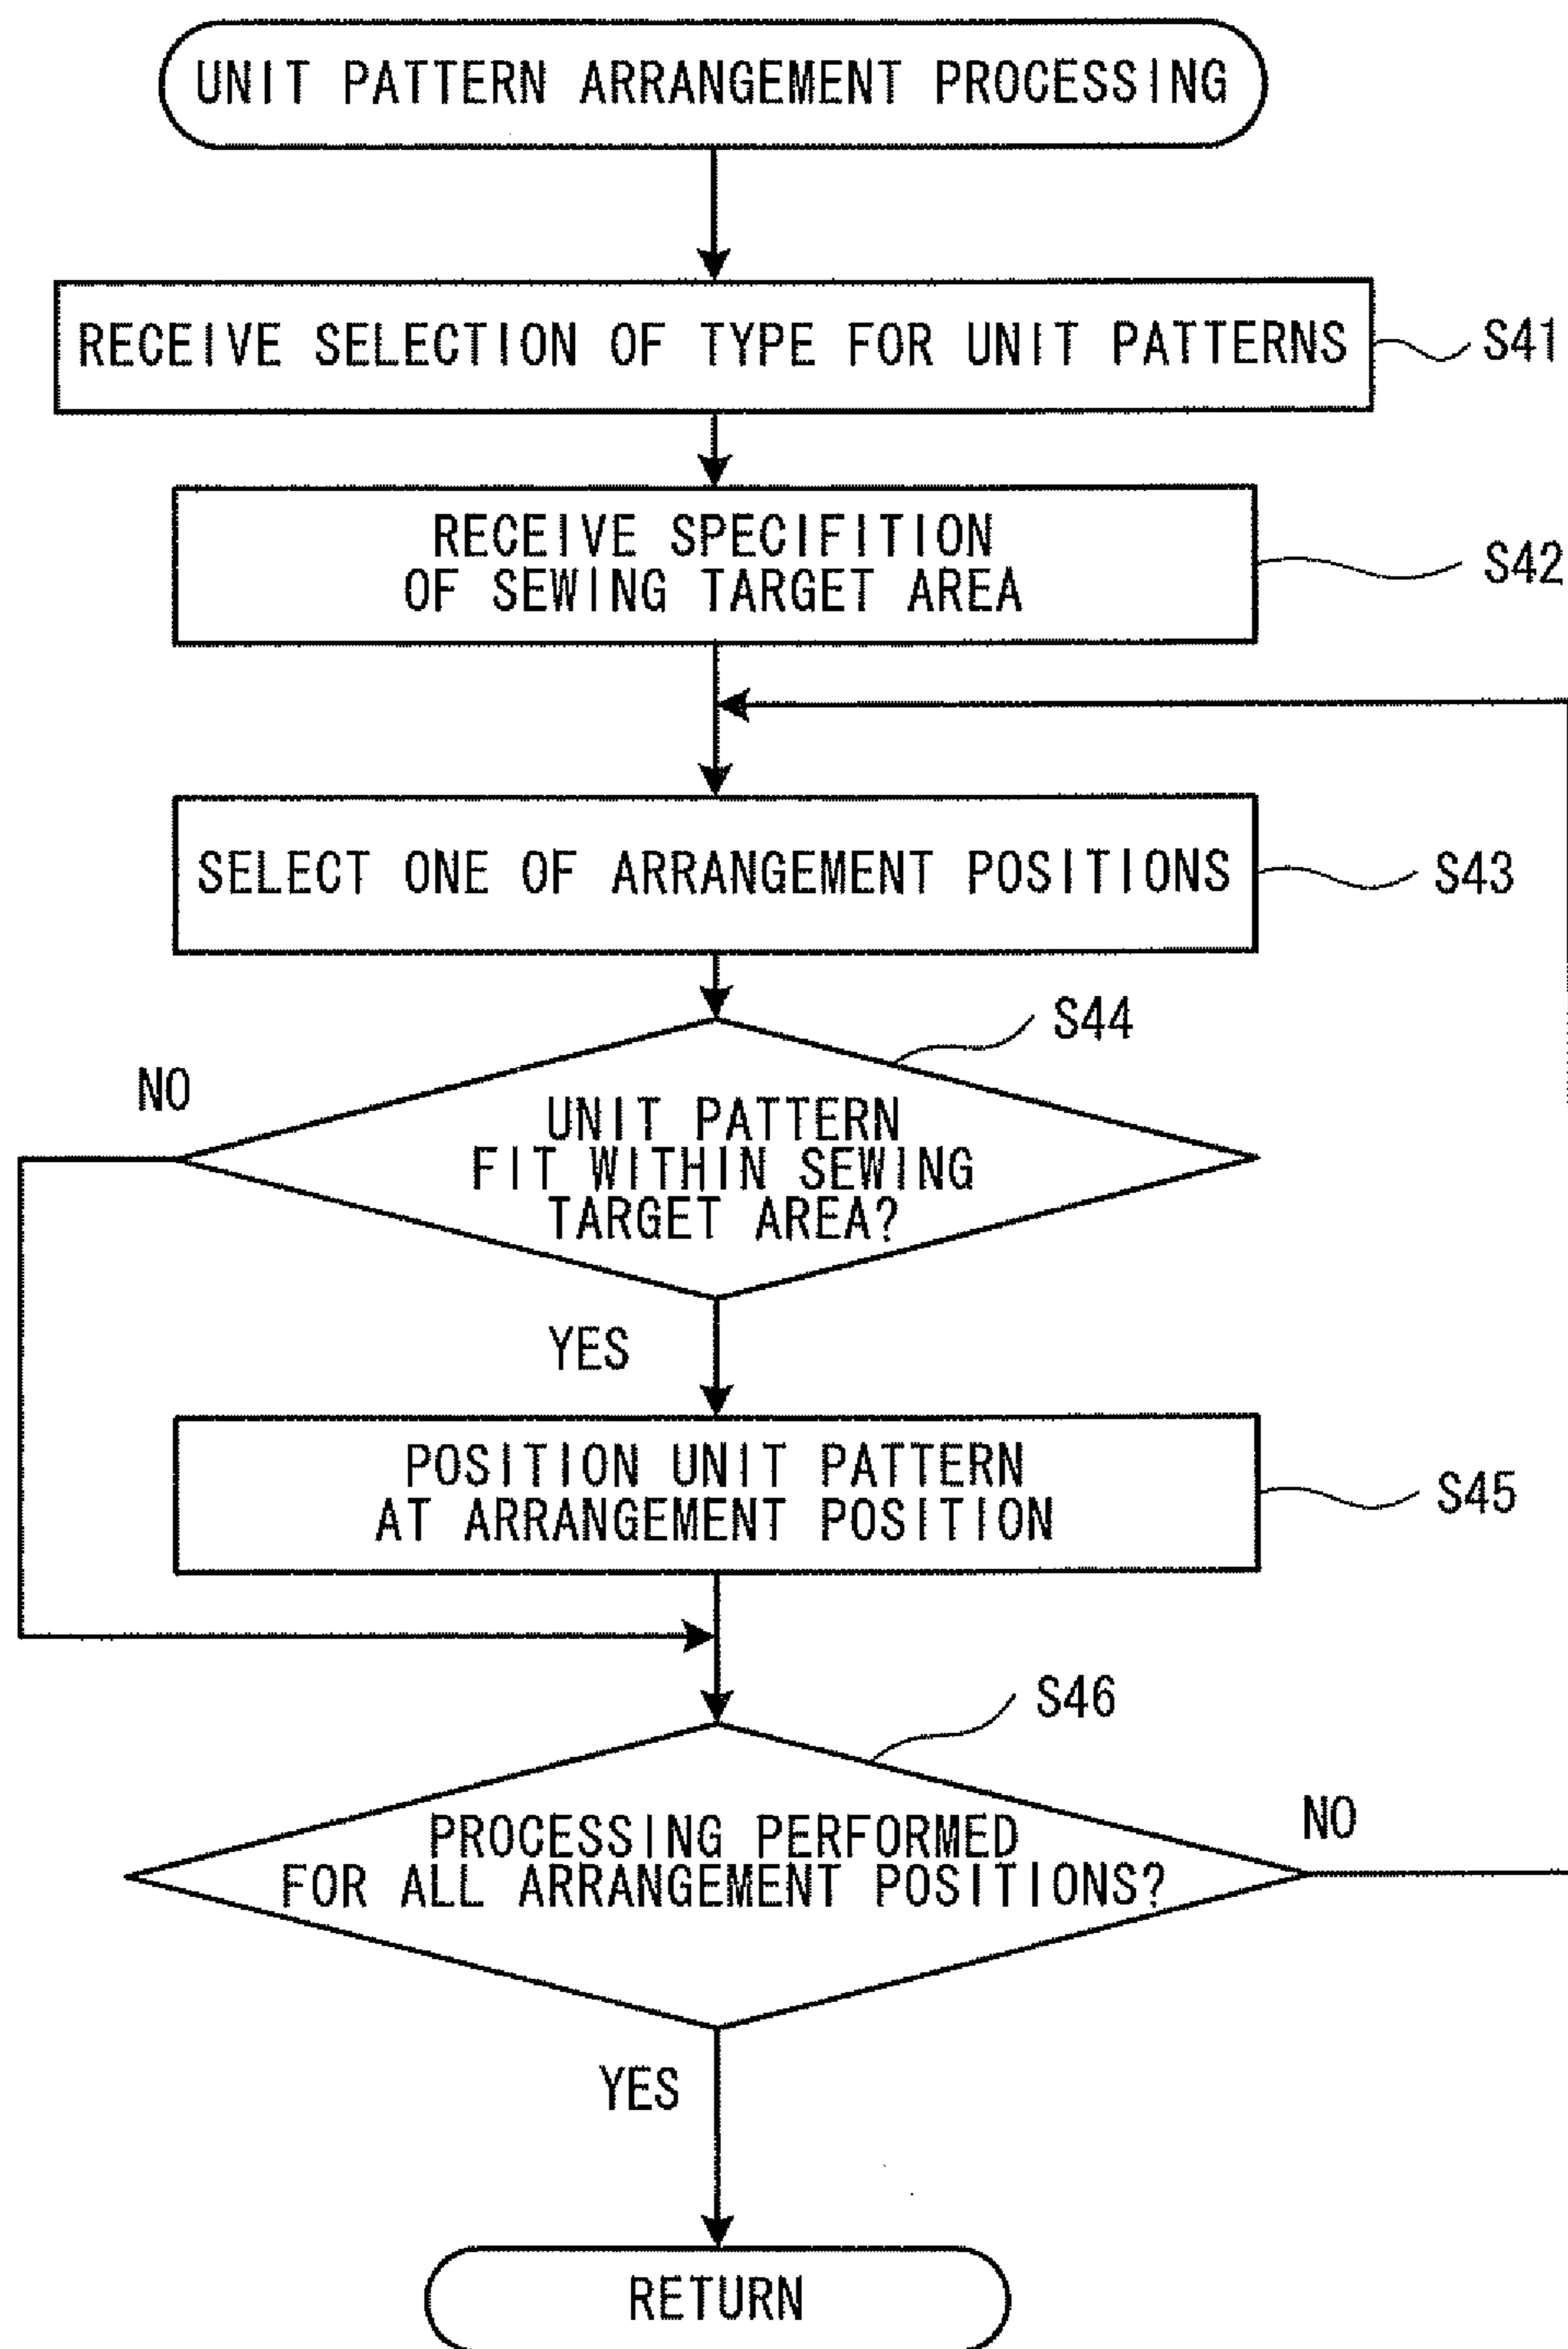 UNIT PATTERN ARRANGEMENT PROCESSING
RECEIVE SELECTION OF TYPE FOR UNIT PATTERNS
S41
RECEIVE SPECIFITION
OF SEWING TARGET AREA
S42
SELECT ONE OF ARRANGEMENT POSITIONS
S43
S44
NO
UNIT PATTERN
FIT WITHIN SEWING
TARGET AREA?
YES
POSITION UNIT PATTERN
AT ARRANGEMENT POSITION
S45
S46
PROCESSING PERFORMED
FOR ALL ARRANGEMENT POSITIONS?
NO
YES
RETURN